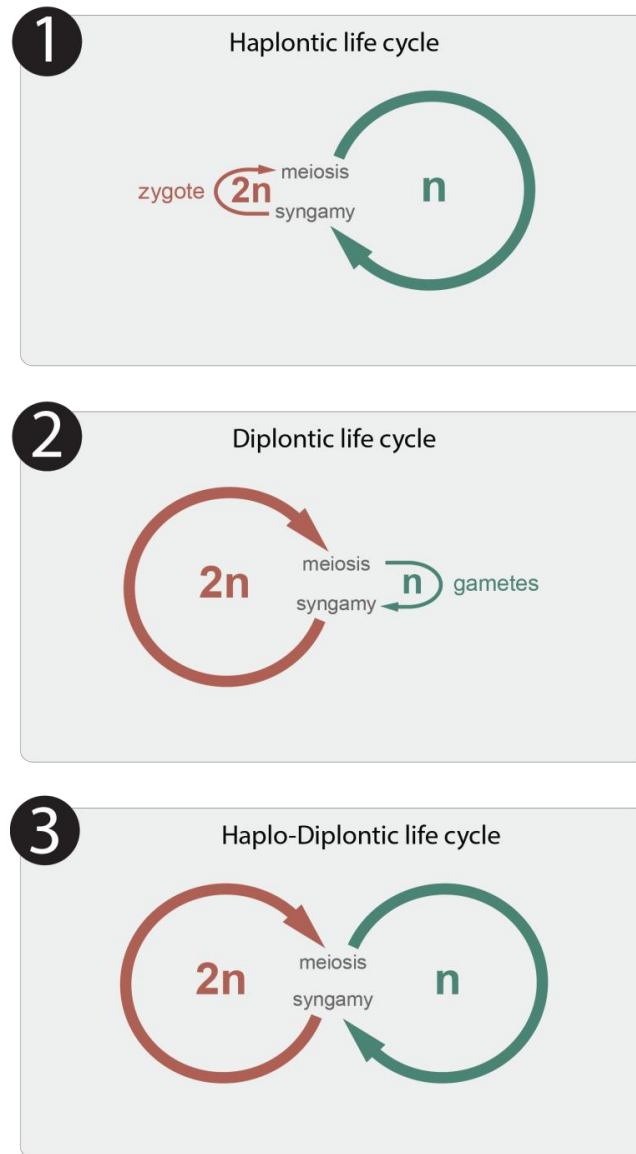 1
Haplontic life cycle
meiosis
zygote 2n n
syngamy
2
Diplontic life cycle
meiosis
2n n gametes
syngamy
3
Haplo-Diplontic life cycle
meiosis
2n n
syngamy